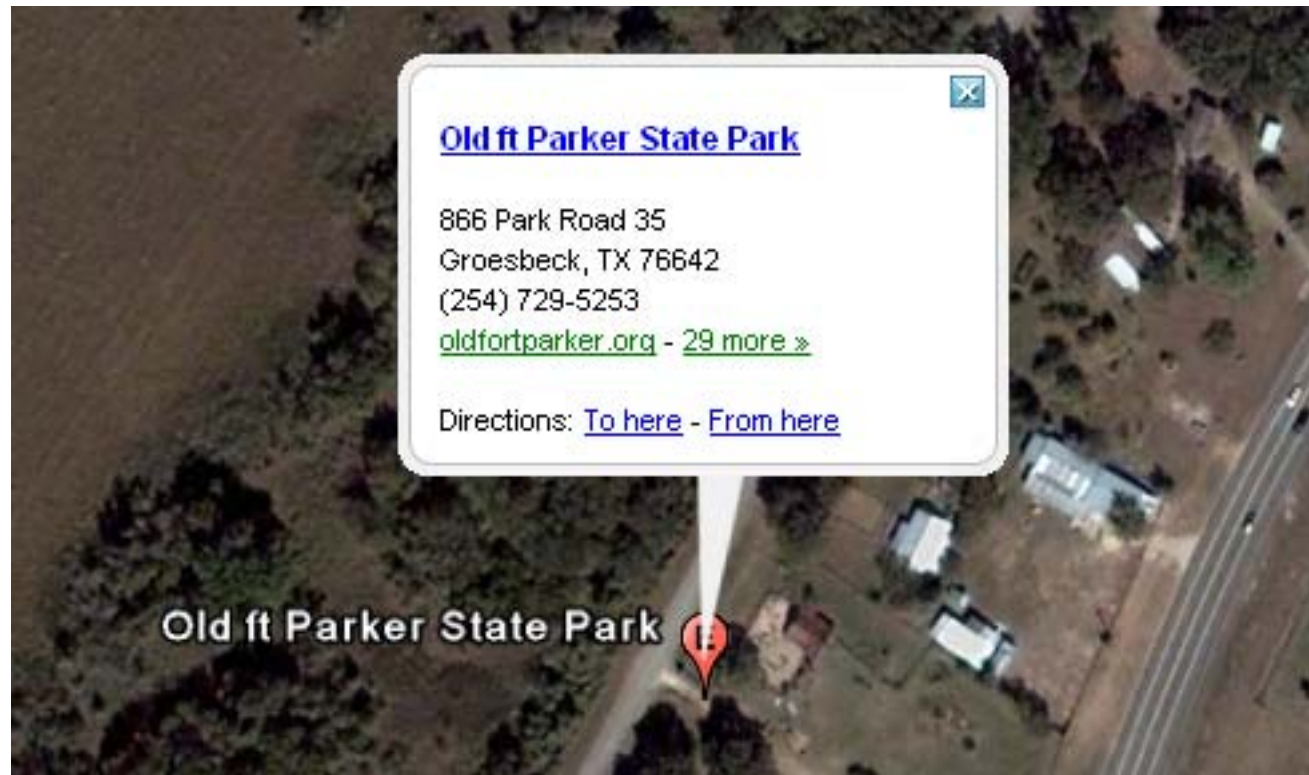 Old ft Parker State Park
866 Park Road 35
Groesbeck, TX 76642
(254) 729-5253
oldfortparker.org - 29 more »
Directions: To here - From here
Old ft Parker State Park